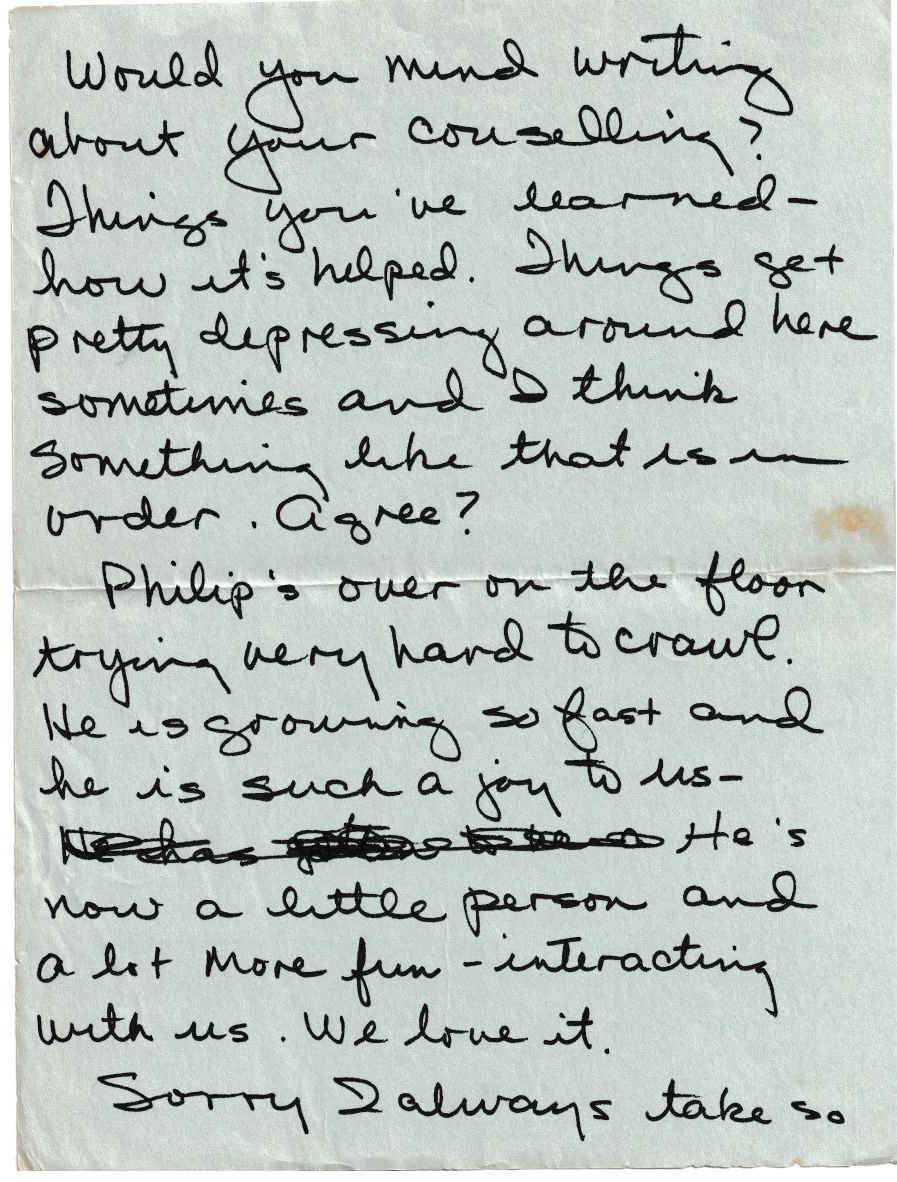 Would you mind writing
about your couselling?
Things you've learned -
how it's helped. Things get
pretty depressing around here
sometimes and I think
Something like that is in
order. Agree?
Philip's over on the floor
trying very hard to crawl.
He is growing so fast and
he is such a joy to us -
He has He's
now a little person and
a lot more fun - interacting
with us. We love it.
Sorry I always take so